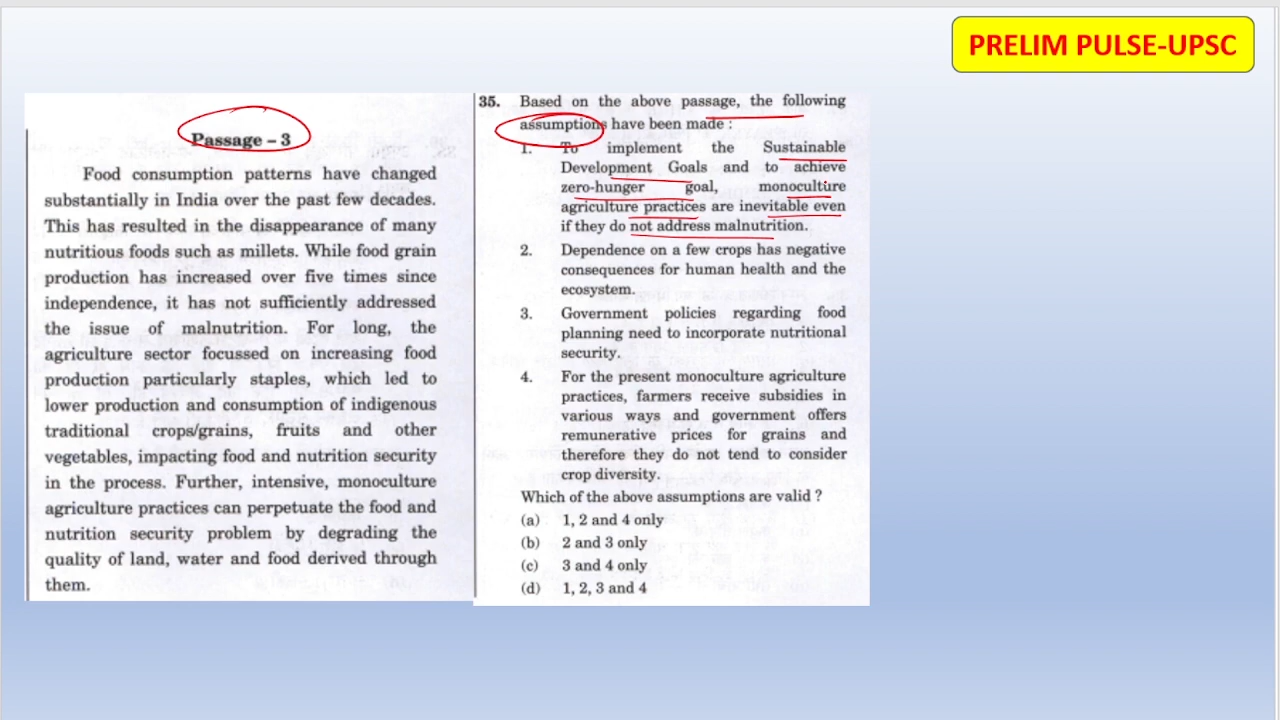 PRELIM PULSE-UPSC
Passage – 3
Food consumption patterns have changed
substantially in India over the past few decades.
This has resulted in the disappearance of many
nutritious foods such as millets. While food grain
production has increased over five times since
independence, it has not sufficiently addressed
the issue of malnutrition. For long, the
agriculture sector focussed on increasing food
production particularly staples, which led to
lower production and consumption of indigenous
traditional crops/grains, fruits and other
vegetables, impacting food and nutrition security
in the process. Further, intensive, monoculture
agriculture practices can perpetuate the food and
nutrition security problem by degrading the
quality of land, water and food derived through
them.
35. Based on the above passage, the following
assumptions have been made :
1. To implement the Sustainable
Development Goals and to achieve
zero-hunger goal, monoculture
agriculture practices are inevitable even
if they do not address malnutrition.
2. Dependence on a few crops has negative
consequences for human health and the
ecosystem.
3. Government policies regarding food
planning need to incorporate nutritional
security.
4. For the present monoculture agriculture
practices, farmers receive subsidies in
various ways and government offers
remunerative prices for grains and
therefore they do not tend to consider
crop diversity.
Which of the above assumptions are valid ?
(a) 1, 2 and 4 only
(b) 2 and 3 only
(c) 3 and 4 only
(d) 1, 2, 3 and 4